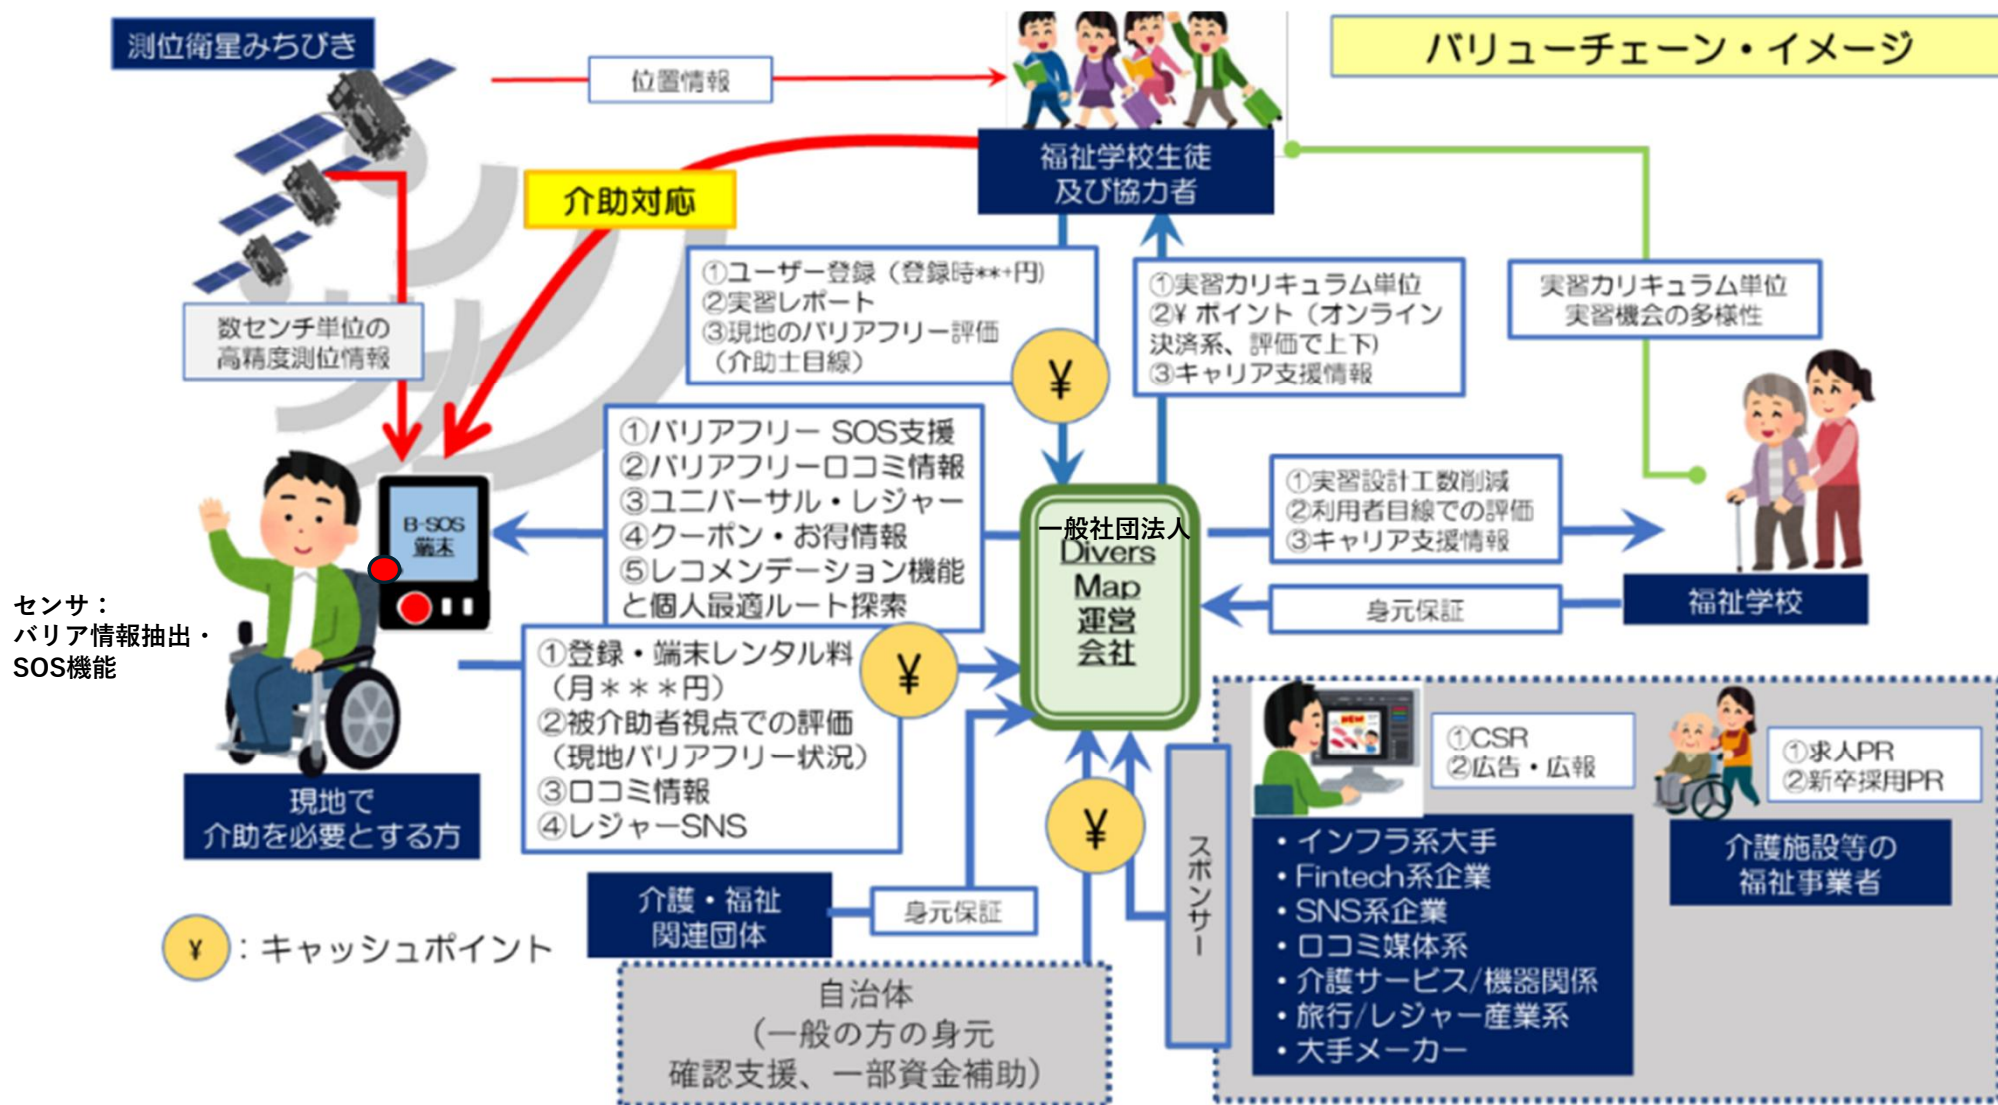 測位衛星みちびき
位置情報
バリューチェーン・イメージ
福祉学校生徒
及び協力者
介助対応
数センチ単位の
高精度測位情報
①ユーザー登録（登録時**+円)
②実習レポート
③現地のバリアフリー評価
（介助士目線）
¥
①実習カリキュラム単位
②¥ ポイント（オンライン
決済系、評価で上下)
③キャリア支援情報
実習カリキュラム単位
実習機会の多様性
①バリアフリー SOS支援
②バリアフリー口コミ情報
③ユニバーサル・レジャー
④クーポン・お得情報
⑤レコメンデーション機能
と個人最適ルート探索
B-SOS
端末
センサ：
バリア情報抽出・
SOS機能
一般社団法人
Divers
Map
運営
会社
①実習設計工数削減
②利用者目線での評価
③キャリア支援情報
身元保証
福祉学校
①登録・端末レンタル料
（月＊＊＊円）
②被介助者視点での評価
（現地バリアフリー状況）
③口コミ情報
④レジャーSNS
¥
現地で
介助を必要とする方
介護・福祉
関連団体
身元保証
¥
¥
：キャッシュポイント
自治体
（一般の方の身元
確認支援、一部資金補助）
スポンサー
NEW
①CSR
②広告・広報
①求人PR
②新卒採用PR
・インフラ系大手
・Fintech系企業
・SNS系企業
・口コミ媒体系
・介護サービス/機器関係
・旅行/レジャー産業系
・大手メーカー
介護施設等の
福祉事業者